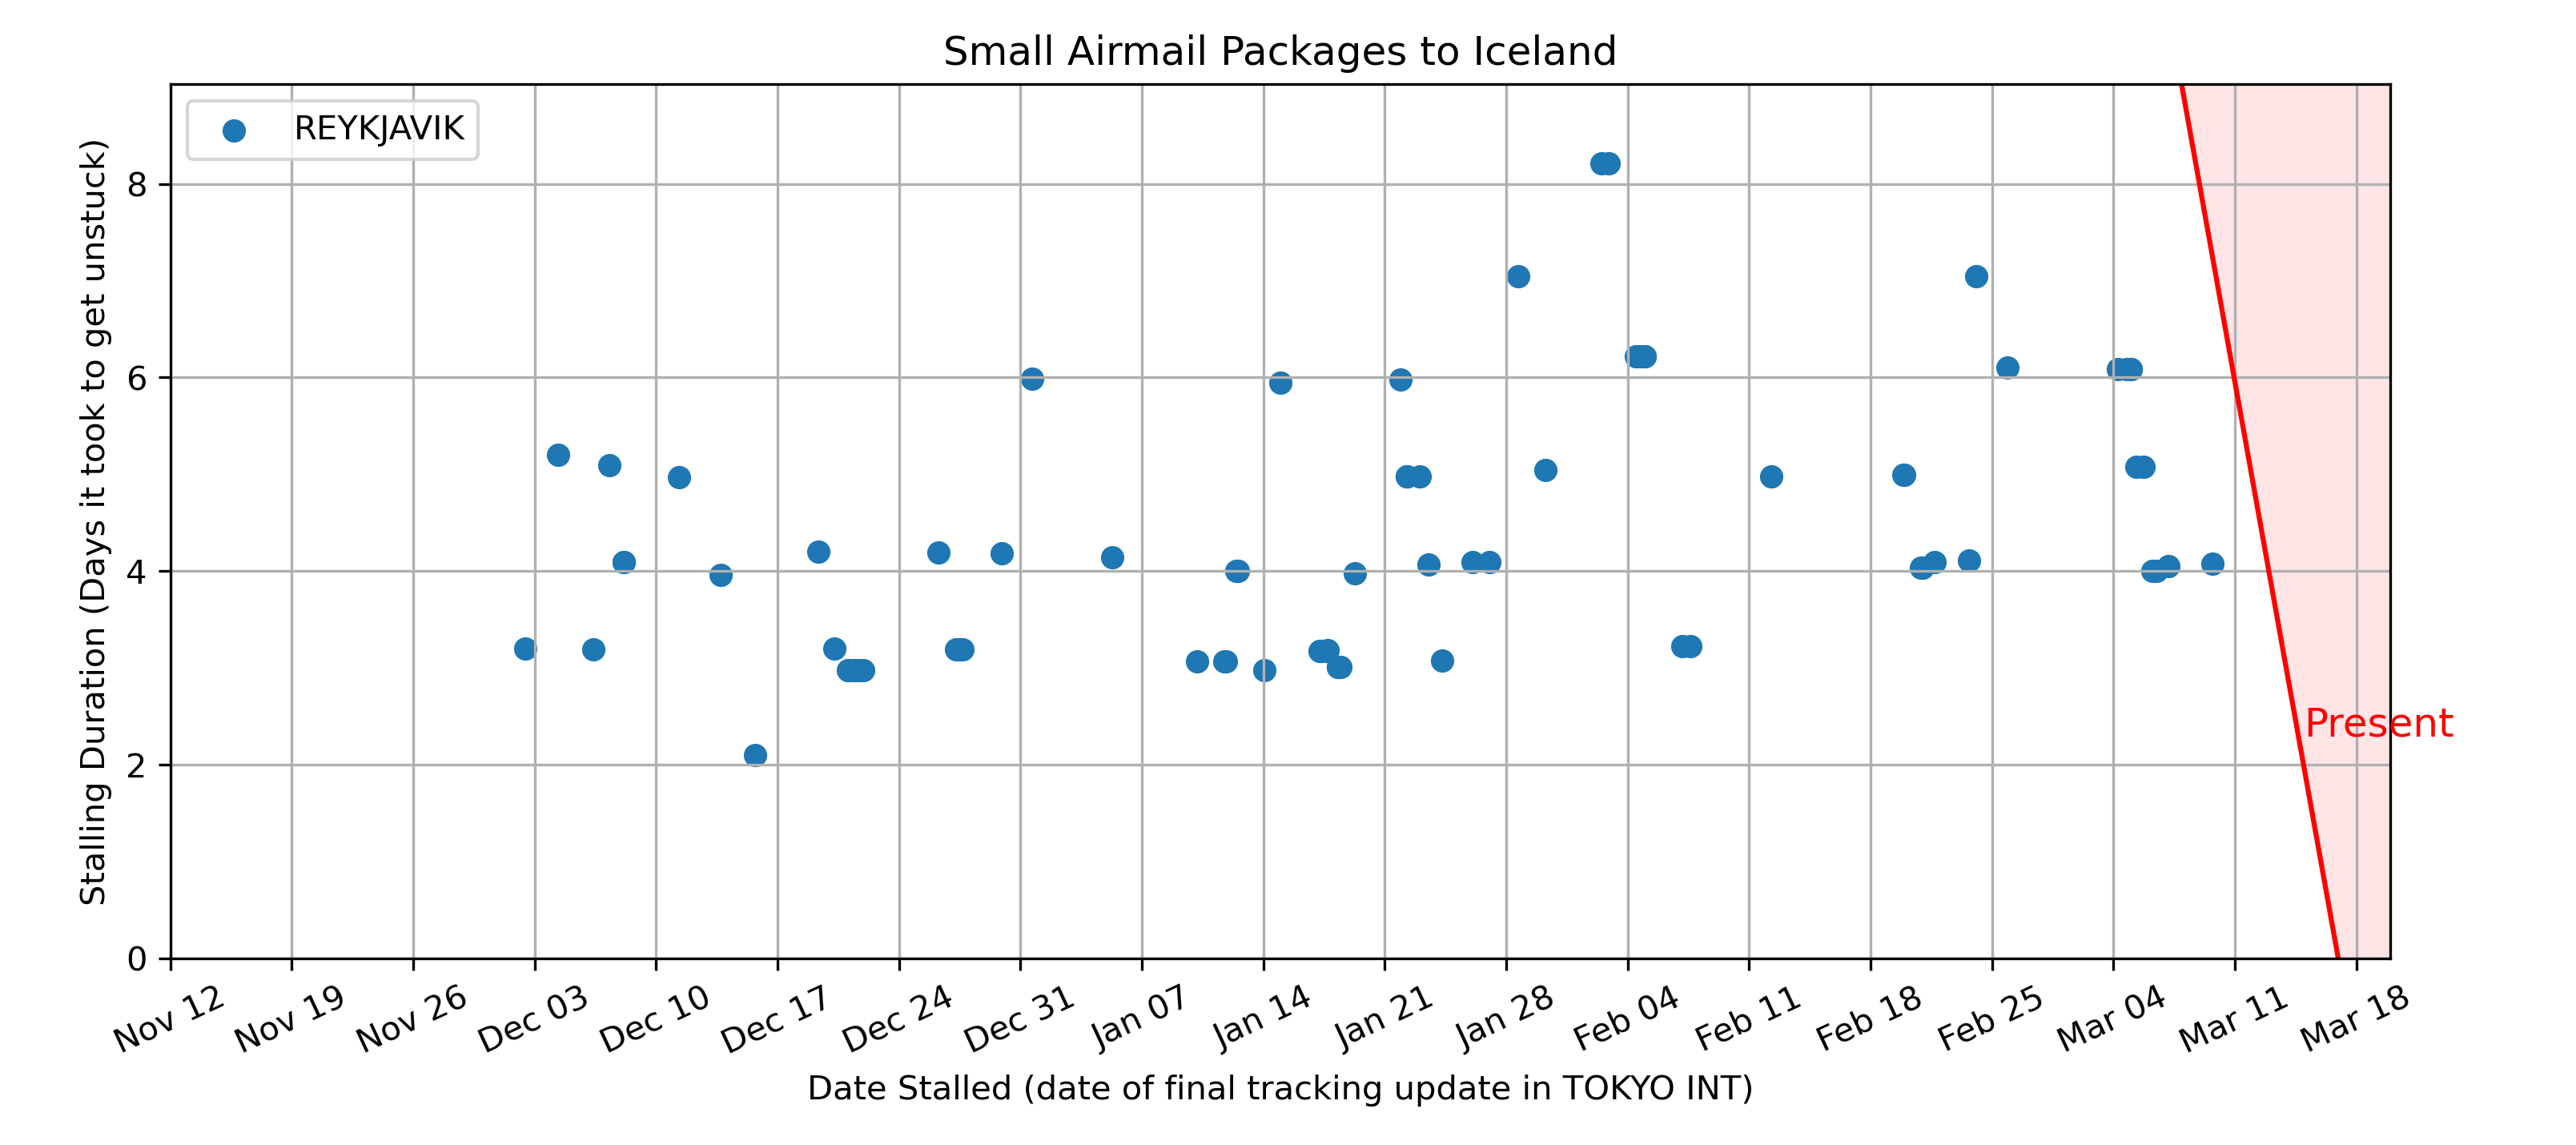 Small Airmail Packages to Iceland
REYKJAVIK
Stalling Duration (Days it took to get unstuck)
8
6
4
2
0
Present
Nov 12 Nov 19 Nov 26 Dec 03 Dec 10 Dec 17 Dec 24 Dec 31 Jan 07 Jan 14 Jan 21 Jan 28 Feb 04 Feb 11 Feb 18 Feb 25 Mar 04 Mar 11 Mar 18
Date Stalled (date of final tracking update in TOKYO INT)